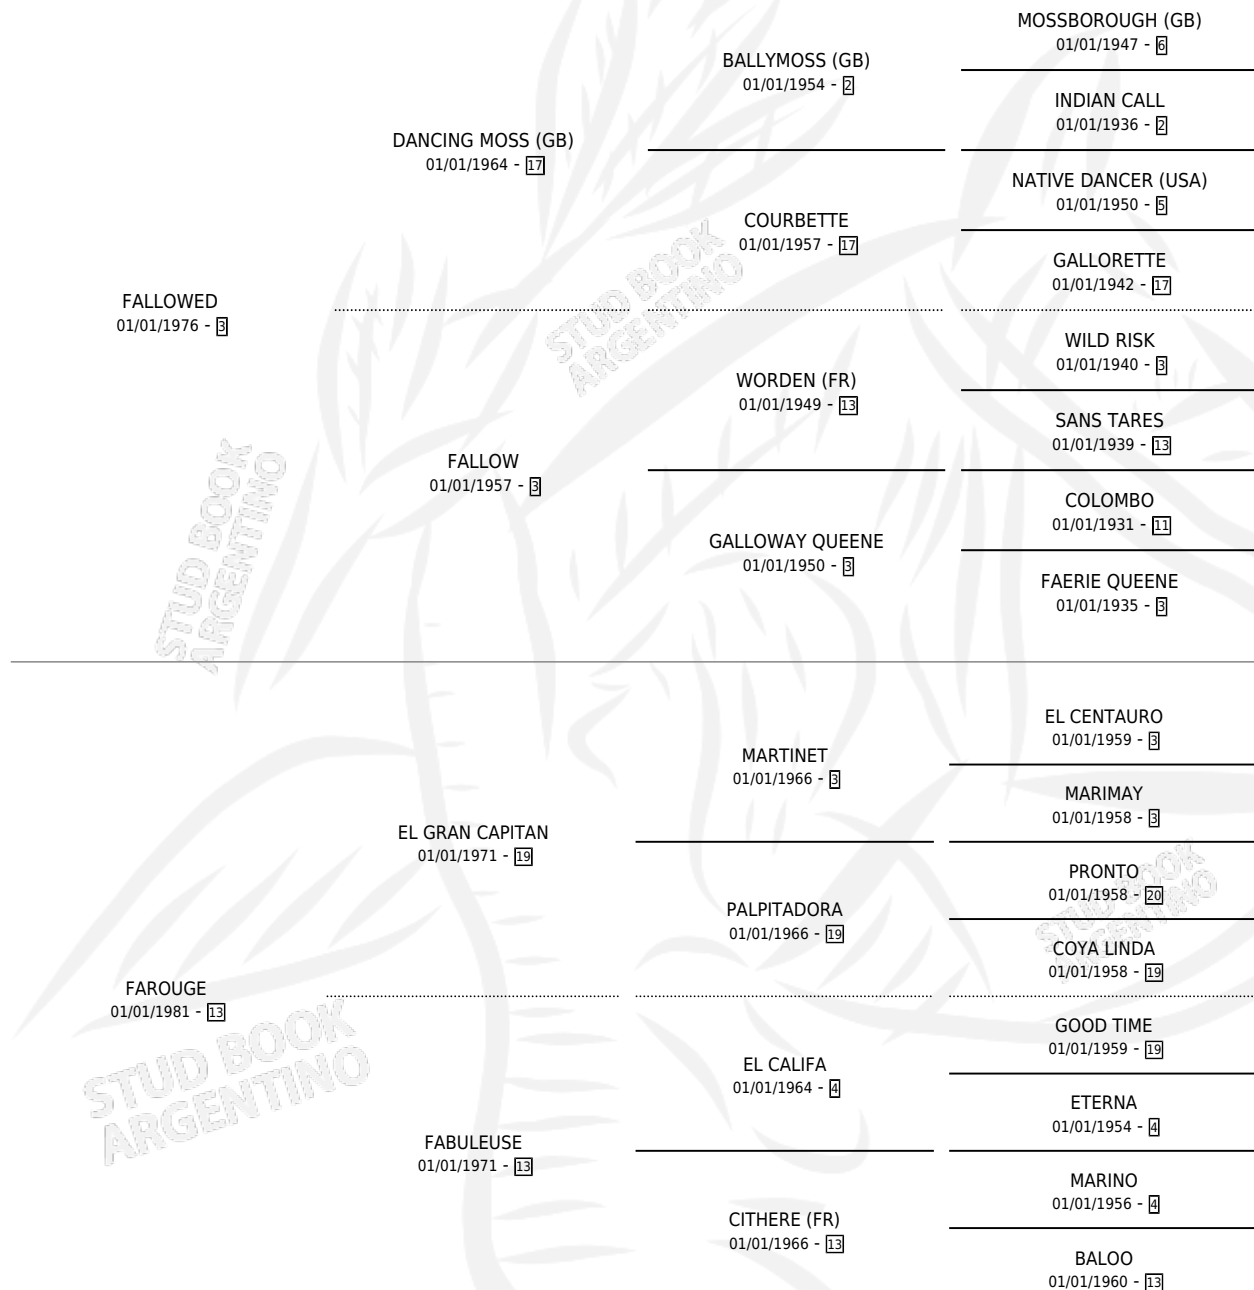 MOSSBOROUGH (GB)
01/01/1947 - 6
BALLYMOSS (GB)
01/01/1954 - 2
INDIAN CALL
01/01/1936 - 2
DANCING MOSS (GB)
01/01/1964 - 17
NATIVE DANCER (USA)
01/01/1950 - 5
COURBETTE
01/01/1957 - 17
GALLORETTE
01/01/1942 - 17
FALLOWED
01/01/1976 - 3
WILD RISK
01/01/1940 - 3
WORDEN (FR)
01/01/1949 - 13
SANS TARES
01/01/1939 - 13
FALLOW
01/01/1957 - 3
COLOMBO
01/01/1931 - 11
GALLOWAY QUEENE
01/01/1950 - 3
FAERIE QUEENE
01/01/1935 - 3
EL CENTAURO
01/01/1959 - 3
MARTINET
01/01/1966 - 3
MARIMAY
01/01/1958 - 3
EL GRAN CAPITAN
01/01/1971 - 19
PRONTO
01/01/1958 - 20
PALPITADORA
01/01/1966 - 19
COYA LINDA
01/01/1958 - 19
FAROUGE
01/01/1981 - 13
GOOD TIME
01/01/1959 - 19
EL CALIFA
01/01/1964 - 4
ETERNA
01/01/1954 - 4
FABULEUSE
01/01/1971 - 13
MARINO
01/01/1956 - 4
CITHERE (FR)
01/01/1966 - 13
BALOO
01/01/1960 - 13
STUD BOOK
ARGENTINO
STUD BOOK
ARGENTINO
STUD BOOK
ARGENTINO
STUD BOOK
ARGENTINO